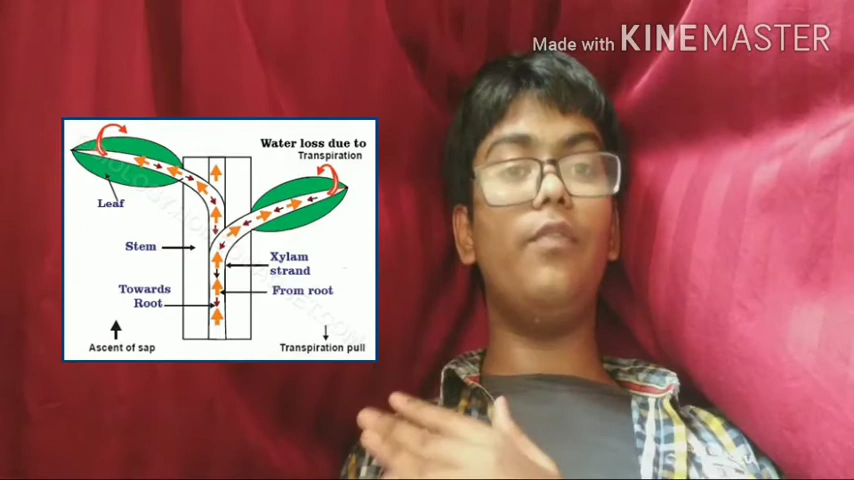 Made with KINEMASTER
Water loss due to
Transpiration
Leaf
Stem
Xylam
strand
Towards
Root
From root
Ascent of sap
Transpiration pull